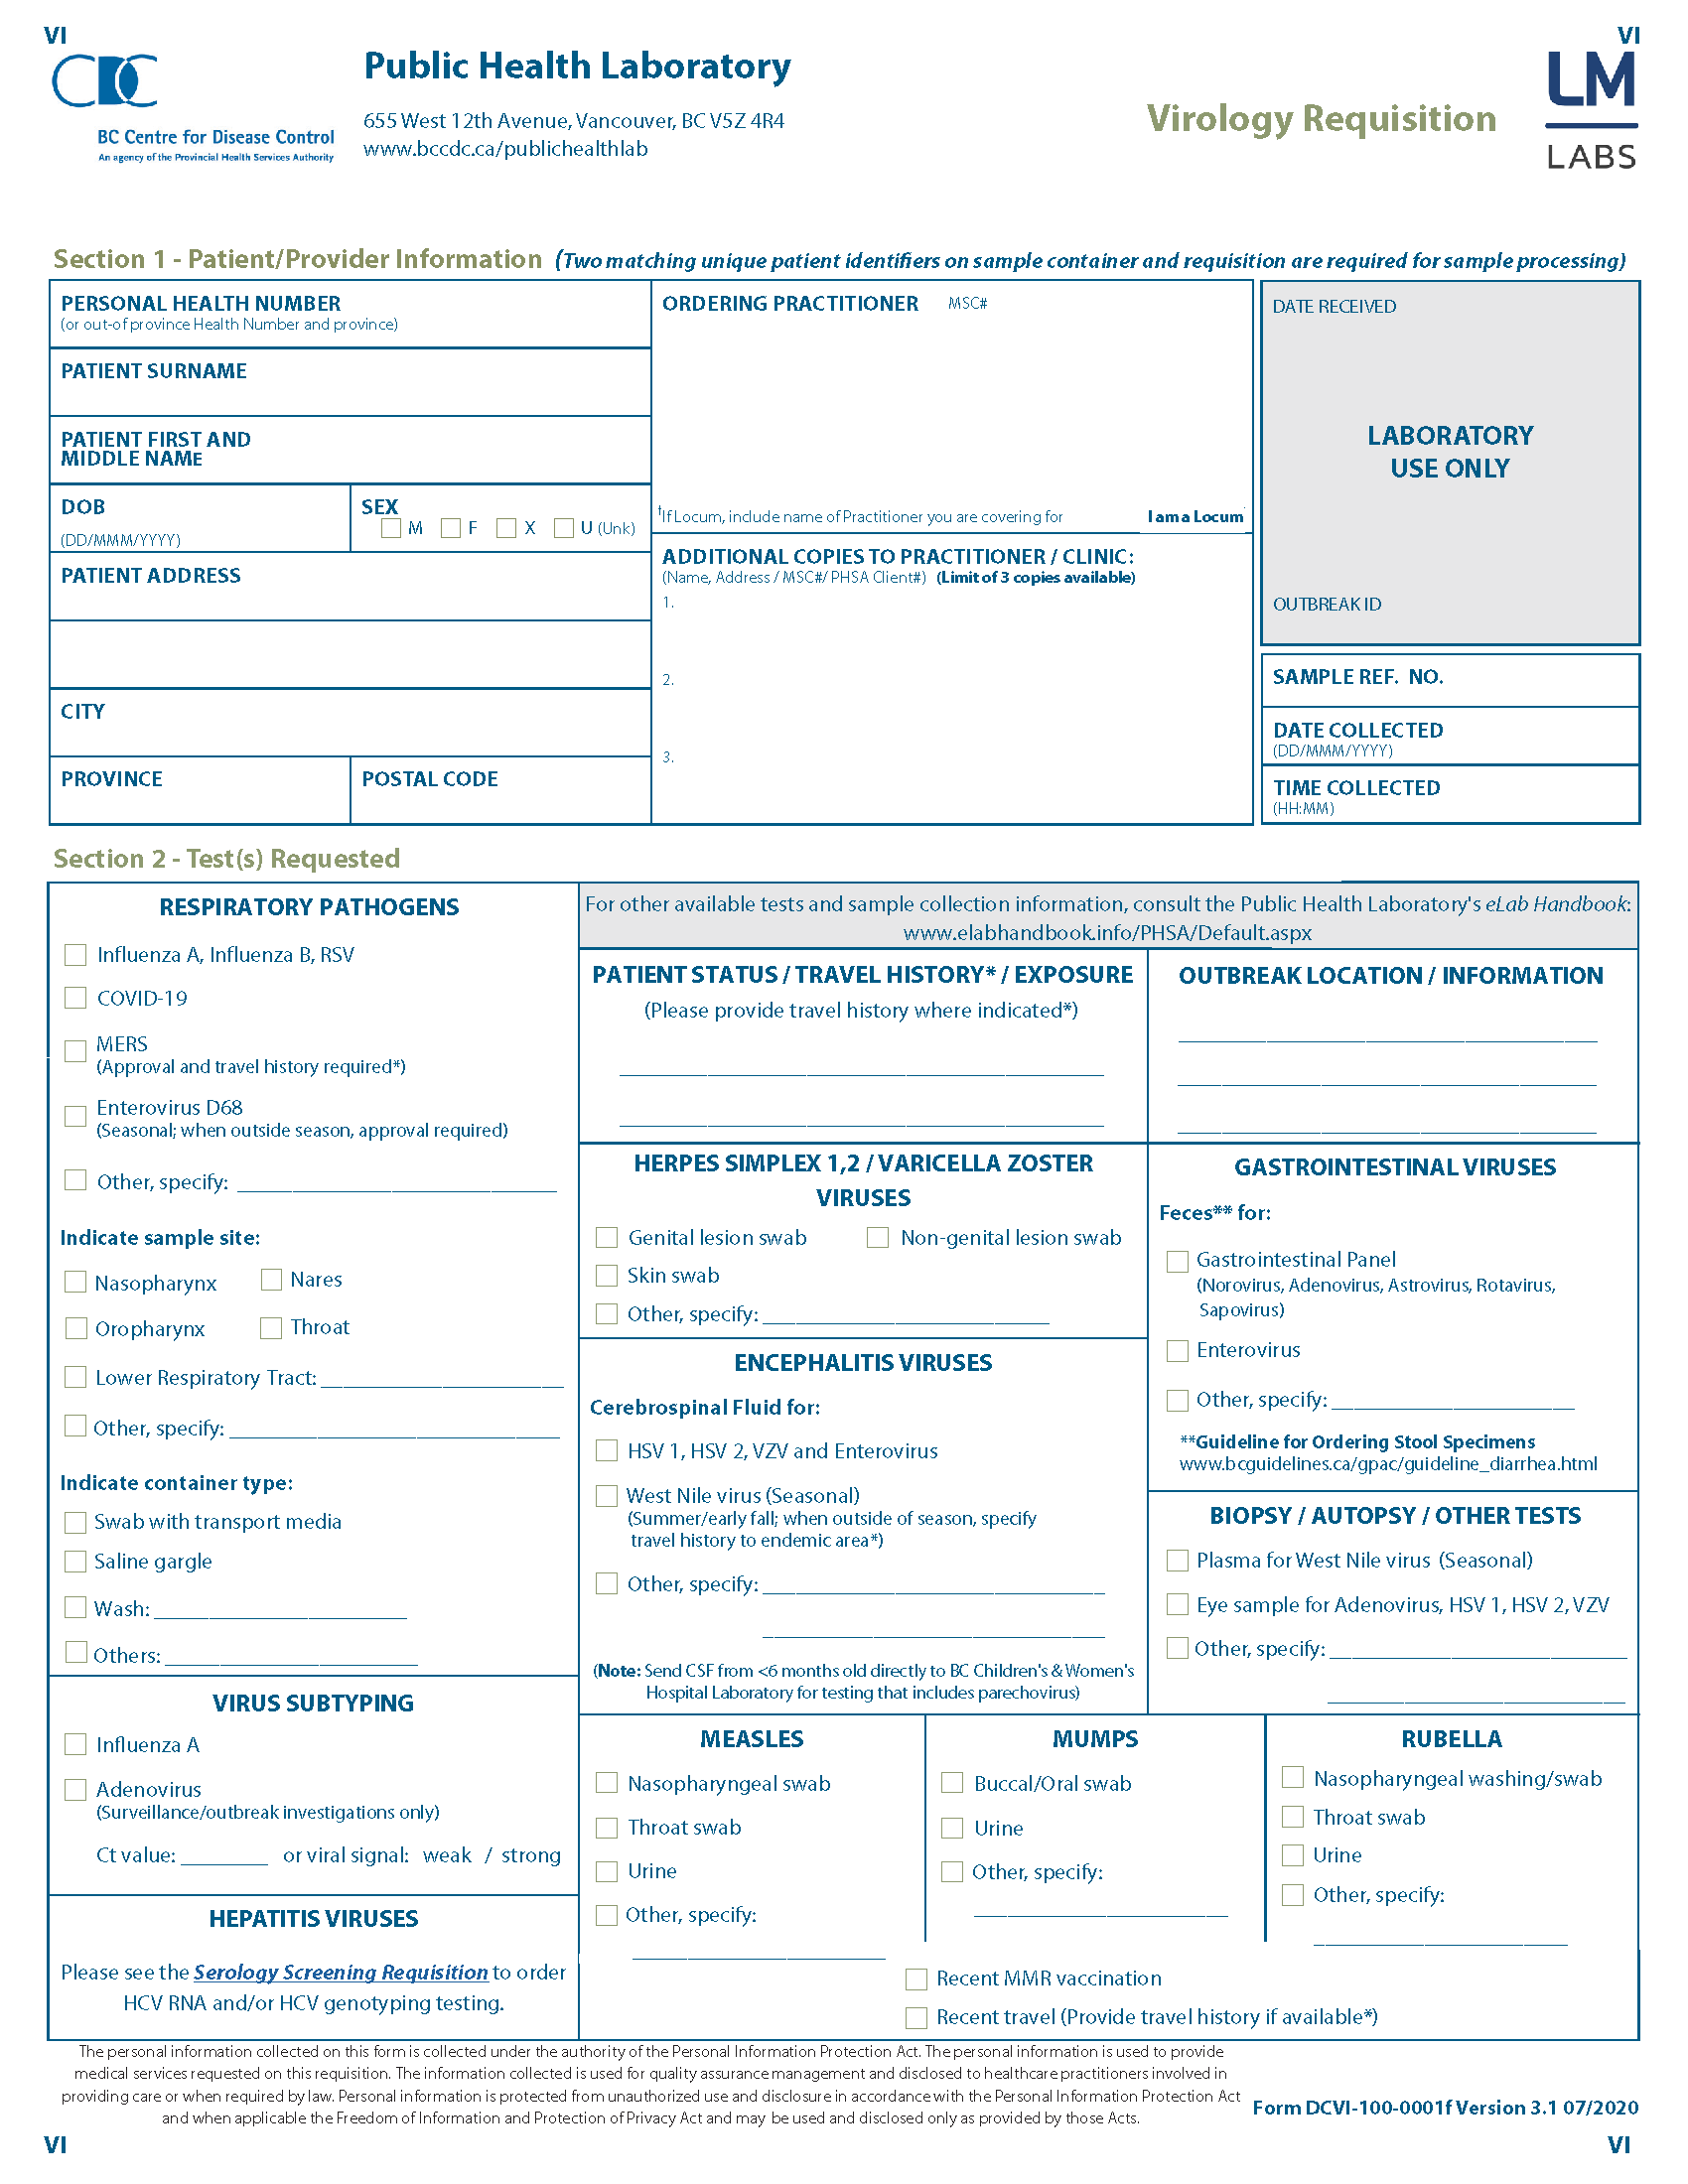 VI
VI
CDC
BC Centre for Disease Control
An agency of the Provincial Health Services Authority
Public Health Laboratory
655 West 12th Avenue, Vancouver, BC V5Z 4R4
www.bccdc.ca/publichealthlab
Virology Requisition
LM
LABS
Section 1 - Patient/Provider Information (Two matching unique patient identifiers on sample container and requisition are required for sample processing)
PERSONAL HEALTH NUMBER
(or out-of province Health Number and province)
PATIENT SURNAME
PATIENT FIRST AND
MIDDLE NAME
DOB
(DD/MMM/YYYY)
SEX
M F X U (Unk)
PATIENT ADDRESS
CITY
PROVINCE
POSTAL CODE
ORDERING PRACTITIONER MSC#
†If Locum, include name of Practitioner you are covering for I am a Locum
ADDITIONAL COPIES TO PRACTITIONER / CLINIC:
(Name, Address / MSC#/ PHSA Client#) (Limit of 3 copies available)
1.
2.
3.
DATE RECEIVED
LABORATORY
USE ONLY
OUTBREAK ID
SAMPLE REF. NO.
DATE COLLECTED
(DD/MMM/YYYY)
TIME COLLECTED
(HH:MM)
Section 2 - Test(s) Requested
RESPIRATORY PATHOGENS
Influenza A, Influenza B, RSV
COVID-19
MERS
(Approval and travel history required*)
Enterovirus D68
(Seasonal; when outside season, approval required)
Other, specify:
Indicate sample site:
Nasopharynx Nares
Oropharynx Throat
Lower Respiratory Tract:
Other, specify:
Indicate container type:
Swab with transport media
Saline gargle
Wash:
Others:
VIRUS SUBTYPING
Influenza A
Adenovirus
(Surveillance/outbreak investigations only)
Ct value: or viral signal: weak / strong
HEPATITIS VIRUSES
Please see the Serology Screening Requisition to order
HCV RNA and/or HCV genotyping testing.
For other available tests and sample collection information, consult the Public Health Laboratory's eLab Handbook:
www.elabhandbook.info/PHSA/Default.aspx
PATIENT STATUS / TRAVEL HISTORY* / EXPOSURE
(Please provide travel history where indicated*)
OUTBREAK LOCATION / INFORMATION
HERPES SIMPLEX 1,2 / VARICELLA ZOSTER
VIRUSES
Genital lesion swab Non-genital lesion swab
Skin swab
Other, specify:
ENCEPHALITIS VIRUSES
Cerebrospinal Fluid for:
HSV 1, HSV 2, VZV and Enterovirus
West Nile virus (Seasonal)
(Summer/early fall; when outside of season, specify
travel history to endemic area*)
Other, specify:
(Note: Send CSF from <6 months old directly to BC Children's & Women's
Hospital Laboratory for testing that includes parechovirus)
GASTROINTESTINAL VIRUSES
Feces** for:
Gastrointestinal Panel
(Norovirus, Adenovirus, Astrovirus, Rotavirus,
Sapovirus)
Enterovirus
Other, specify:
**Guideline for Ordering Stool Specimens
www.bcguidelines.ca/gpac/guideline_diarrhea.html
BIOPSY / AUTOPSY / OTHER TESTS
Plasma for West Nile virus (Seasonal)
Eye sample for Adenovirus, HSV 1, HSV 2, VZV
Other, specify:
MEASLES
Nasopharyngeal swab
Throat swab
Urine
Other, specify:
MUMPS
Buccal/Oral swab
Urine
Other, specify:
RUBELLA
Nasopharyngeal washing/swab
Throat swab
Urine
Other, specify:
Recent MMR vaccination
Recent travel (Provide travel history if available*)
The personal information collected on this form is collected under the authority of the Personal Information Protection Act. The personal information is used to provide
medical services requested on this requisition. The information collected is used for quality assurance management and disclosed to healthcare practitioners involved in
providing care or when required by law. Personal information is protected from unauthorized use and disclosure in accordance with the Personal Information Protection Act
and when applicable the Freedom of Information and Protection of Privacy Act and may be used and disclosed only as provided by those Acts.
Form DCVI-100-0001f Version 3.1 07/2020
VI
VI